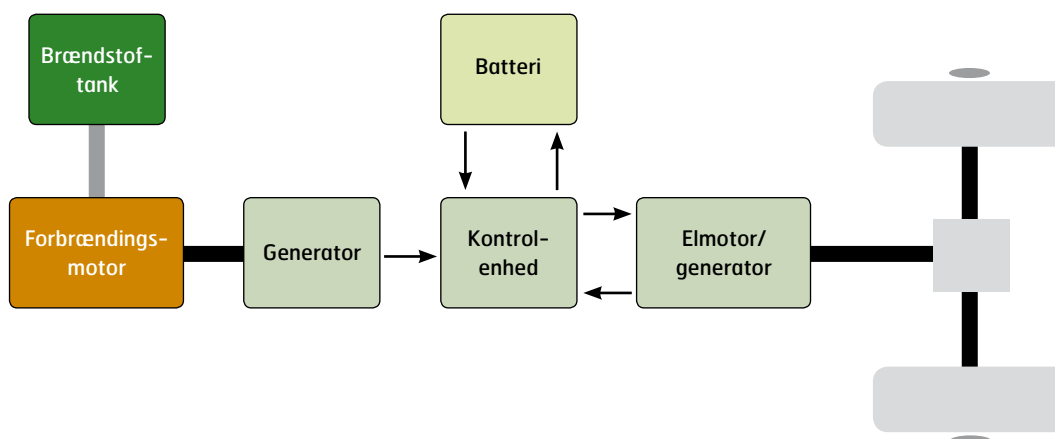 Brændstof-
tank
Batteri
Forbrændings-
motor
Generator
Kontrol-
enhed
Elmotor/
generator